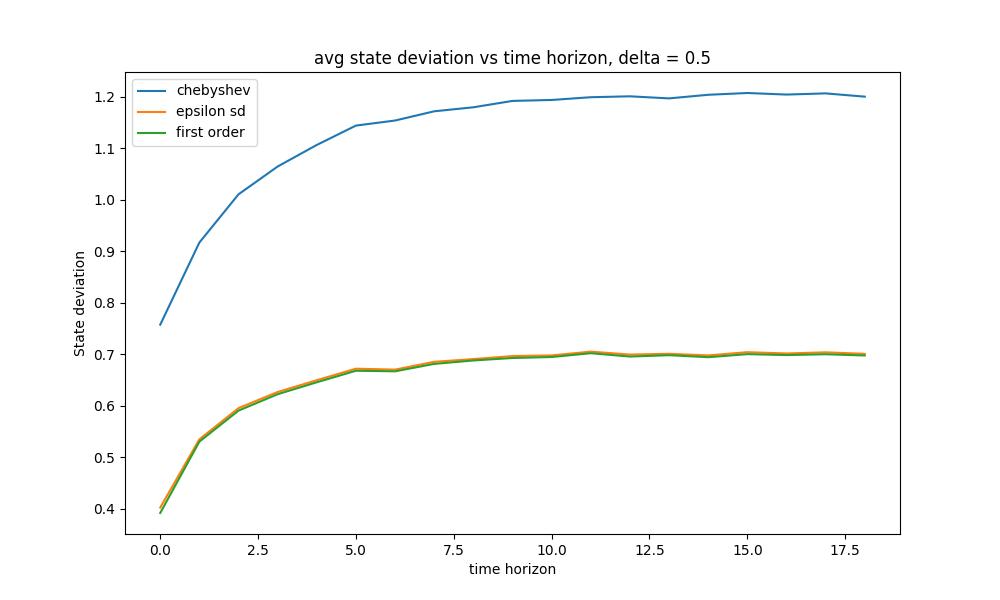 avg state deviation vs time horizon, delta = 0.5
chebyshev
epsilon sd
first order
State deviation
1.2
1.1
1.0
0.9
0.8
0.7
0.6
0.5
0.4
0.0 2.5 5.0 7.5 10.0 12.5 15.0 17.5
time horizon